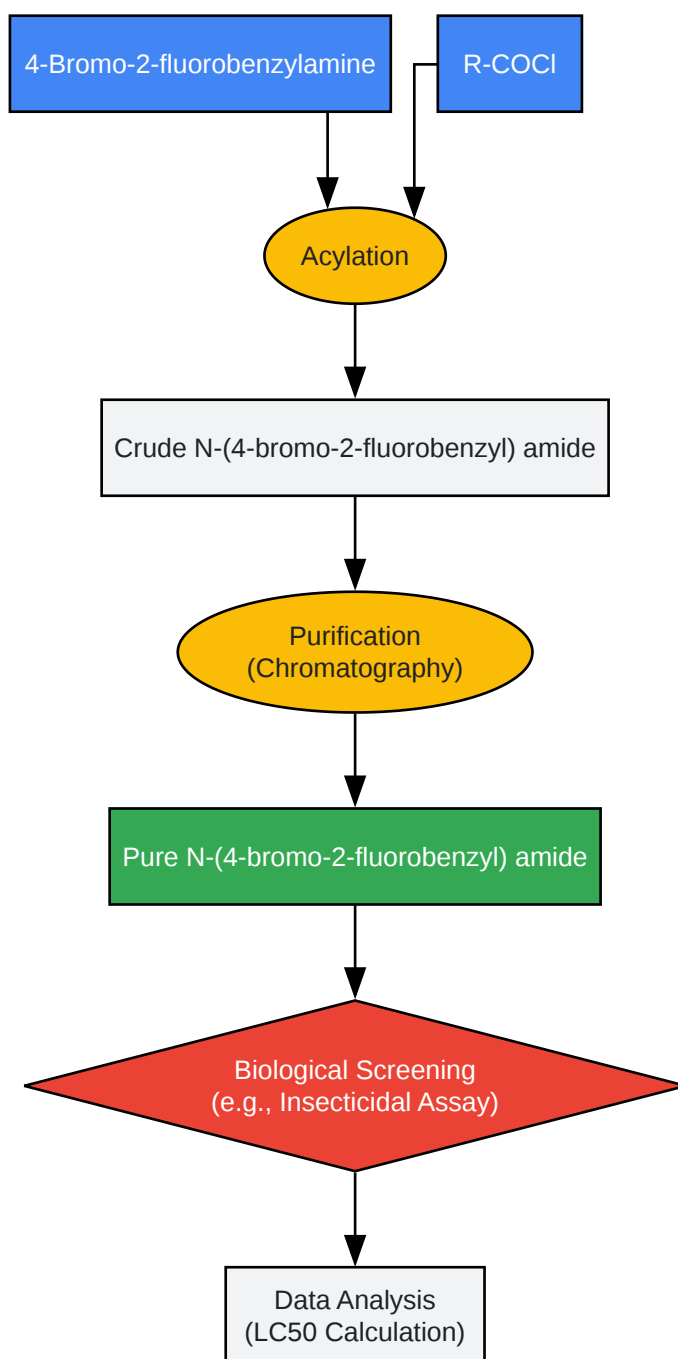 4-Bromo-2-fluorobenzylamine
R-COCl
Acylation
Crude N-(4-bromo-2-fluorobenzyl) amide
Purification
(Chromatography)
Pure N-(4-bromo-2-fluorobenzyl) amide
Biological Screening
(e.g., Insecticidal Assay)
Data Analysis
(LC50 Calculation)